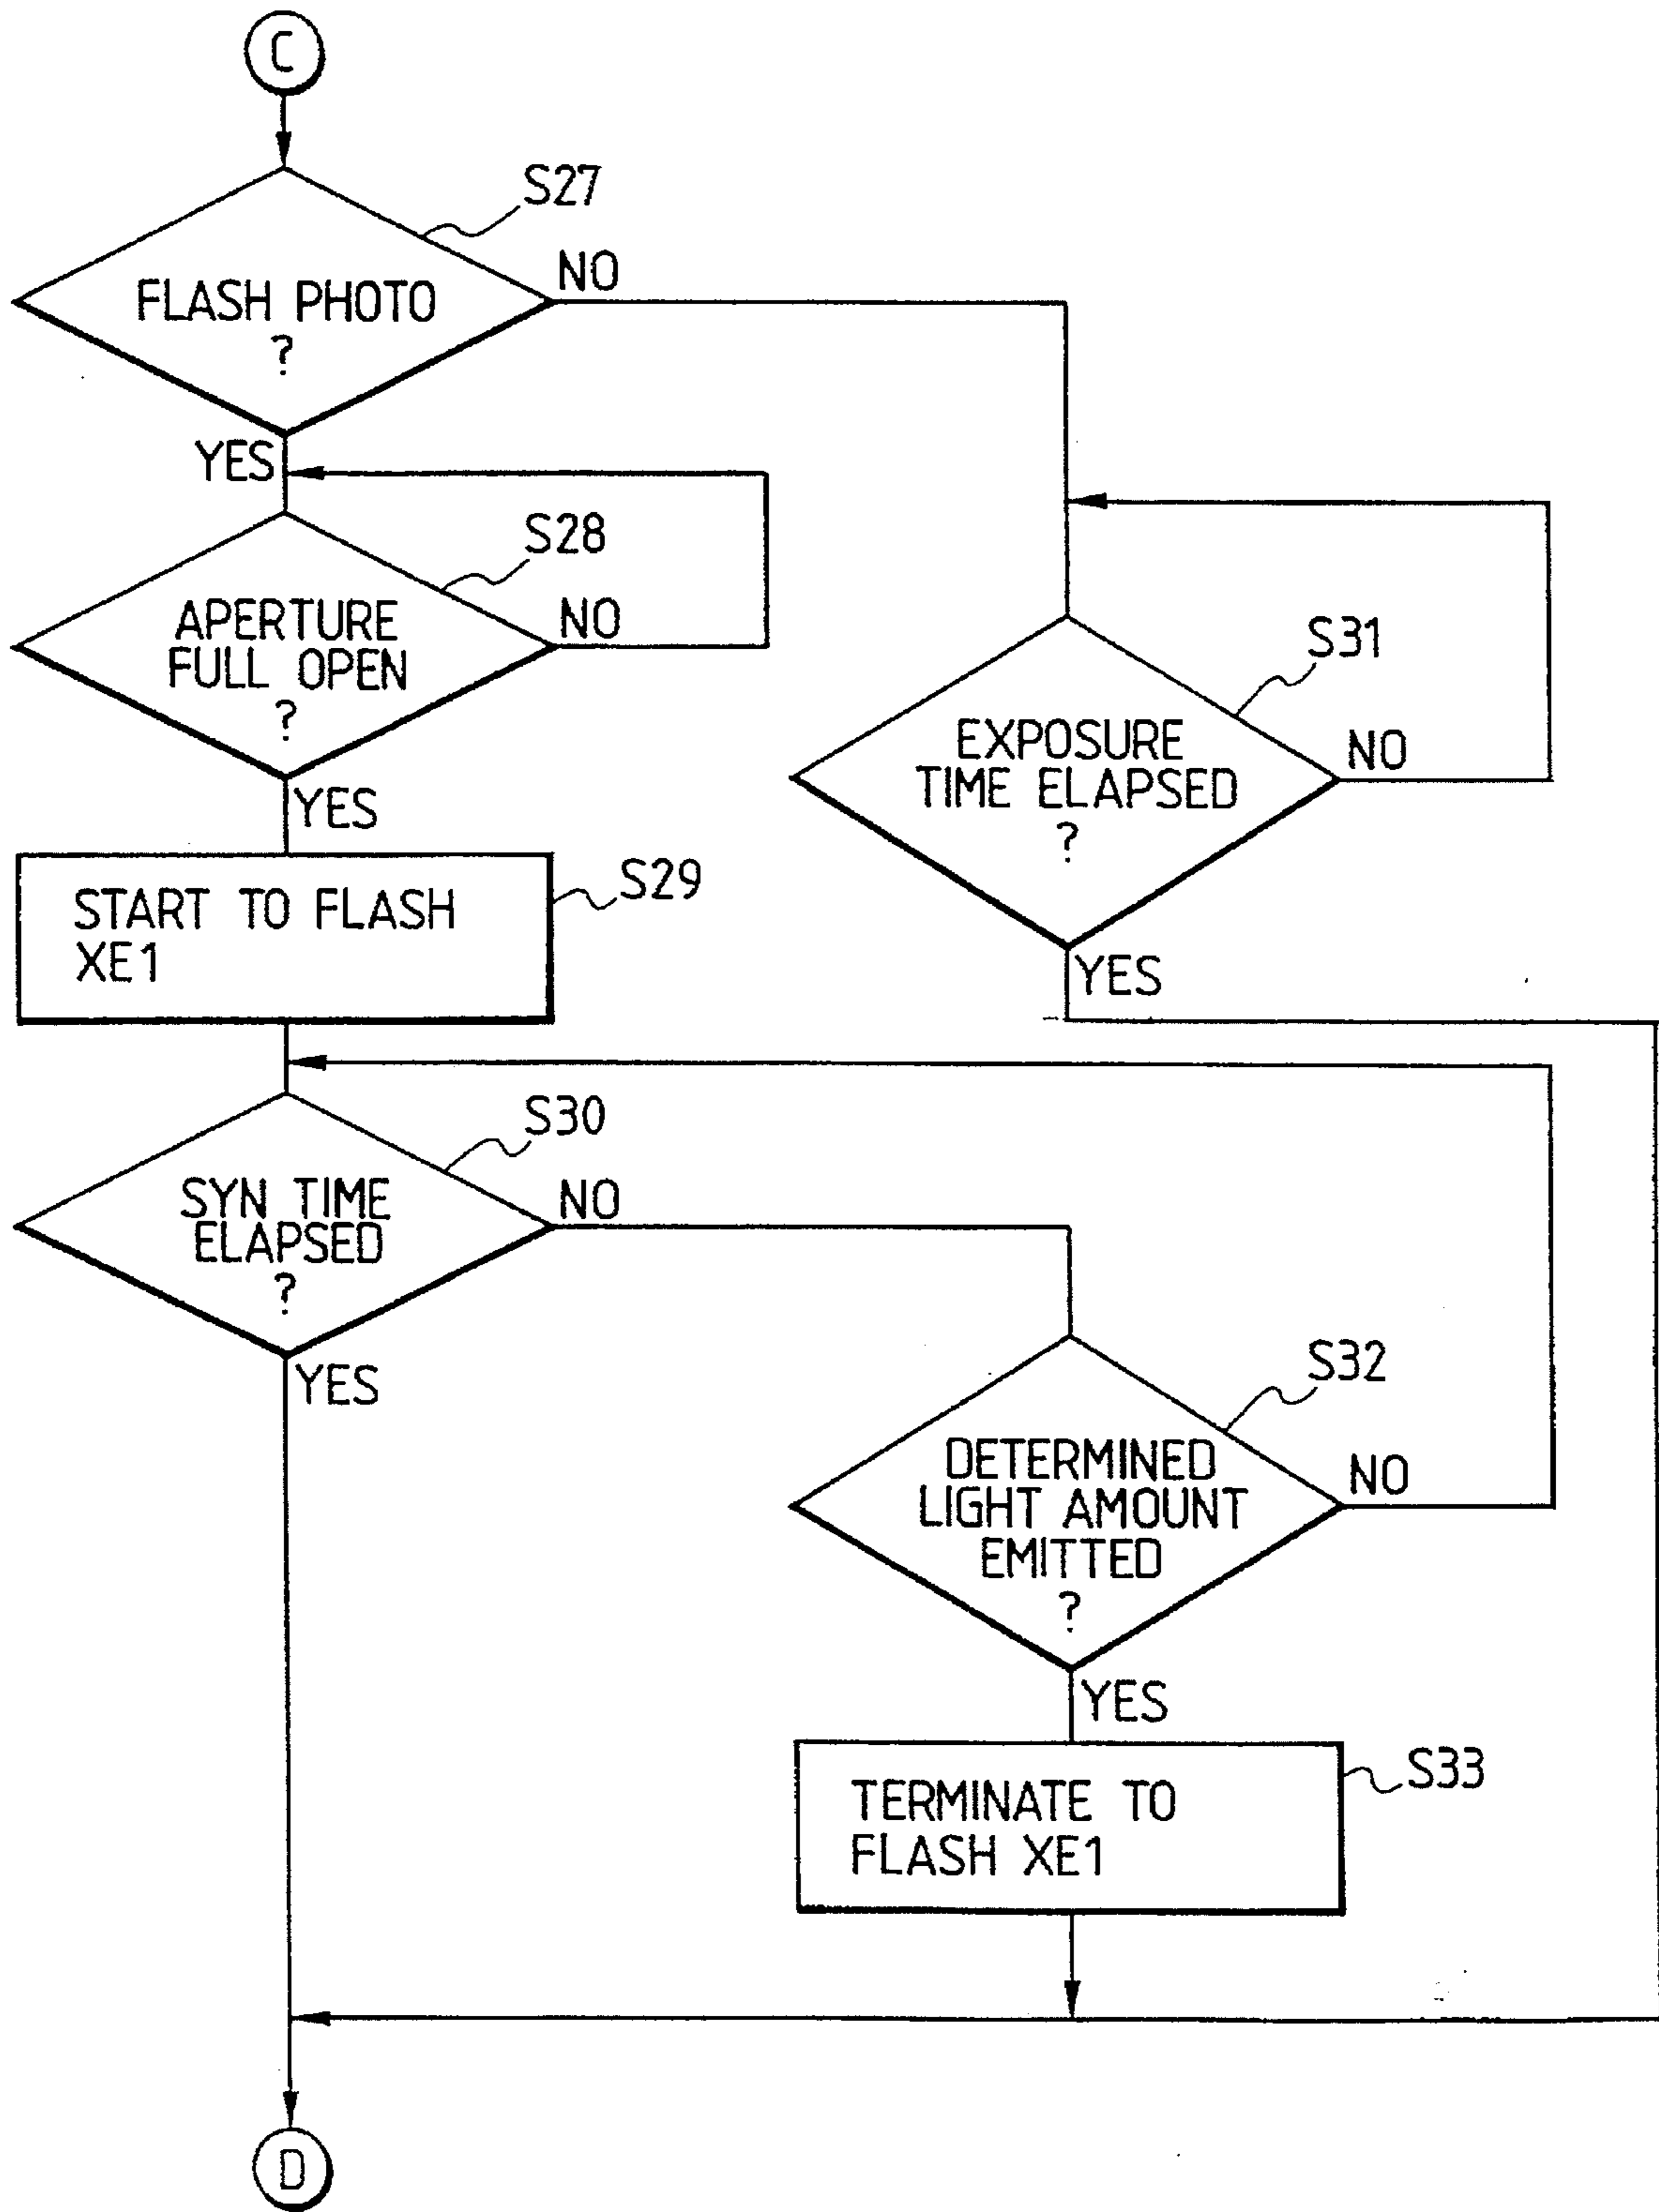 C
S27
FLASH PHOTO
?
NO
YES
S28
APERTURE
FULL OPEN
?
NO
YES
S29
START TO FLASH
XE1
S31
EXPOSURE
TIME ELAPSED
?
NO
YES
S30
SYN TIME
ELAPSED
?
NO
YES
S32
DETERMINED
LIGHT AMOUNT
EMITTED
?
NO
YES
S33
TERMINATE TO
FLASH XE1
D